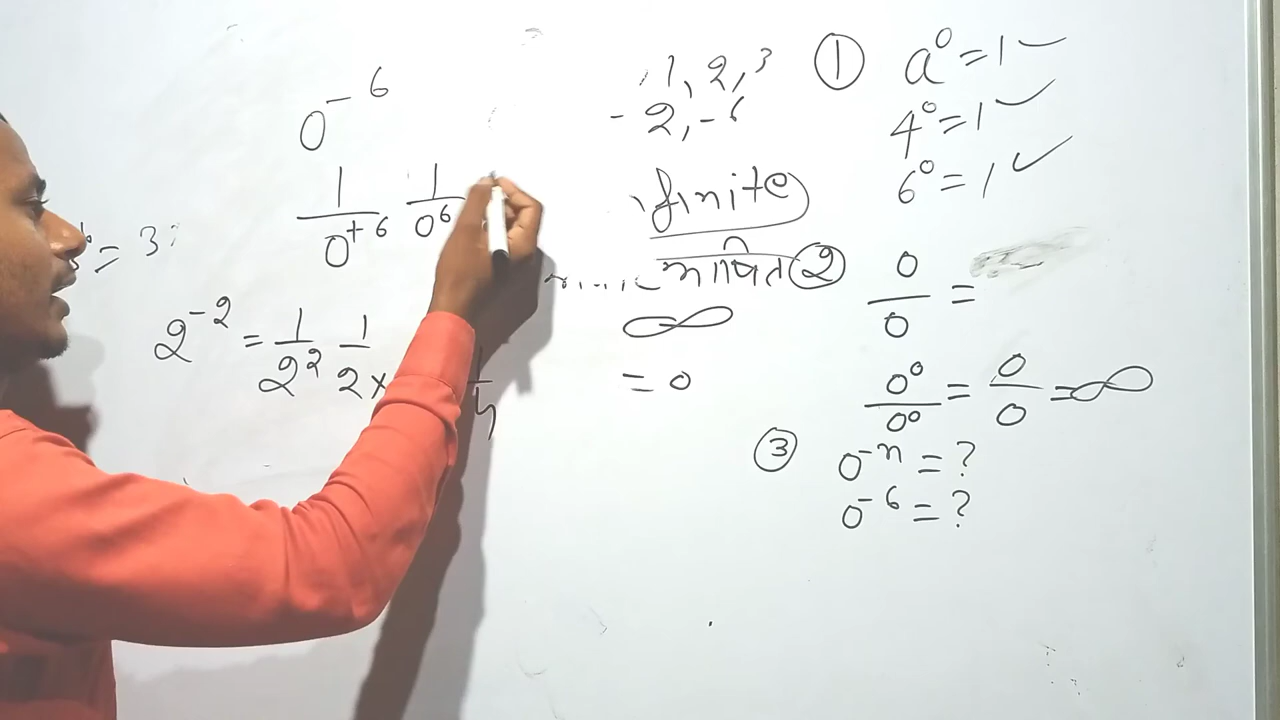 0⁻⁶
1/0⁺⁶ 1/0⁶
= 3
2⁻² = 1/2² 1/2×
, 1, 2, 3
- 2, - 6
finite
भाषित
∞
= 0
① a⁰ = 1 ✓
4⁰ = 1 ✓
6⁰ = 1 ✓
② 0/0 =
0⁰/0⁰ = 0/0 = ∞
③ 0⁻ⁿ = ?
0⁻⁶ = ?